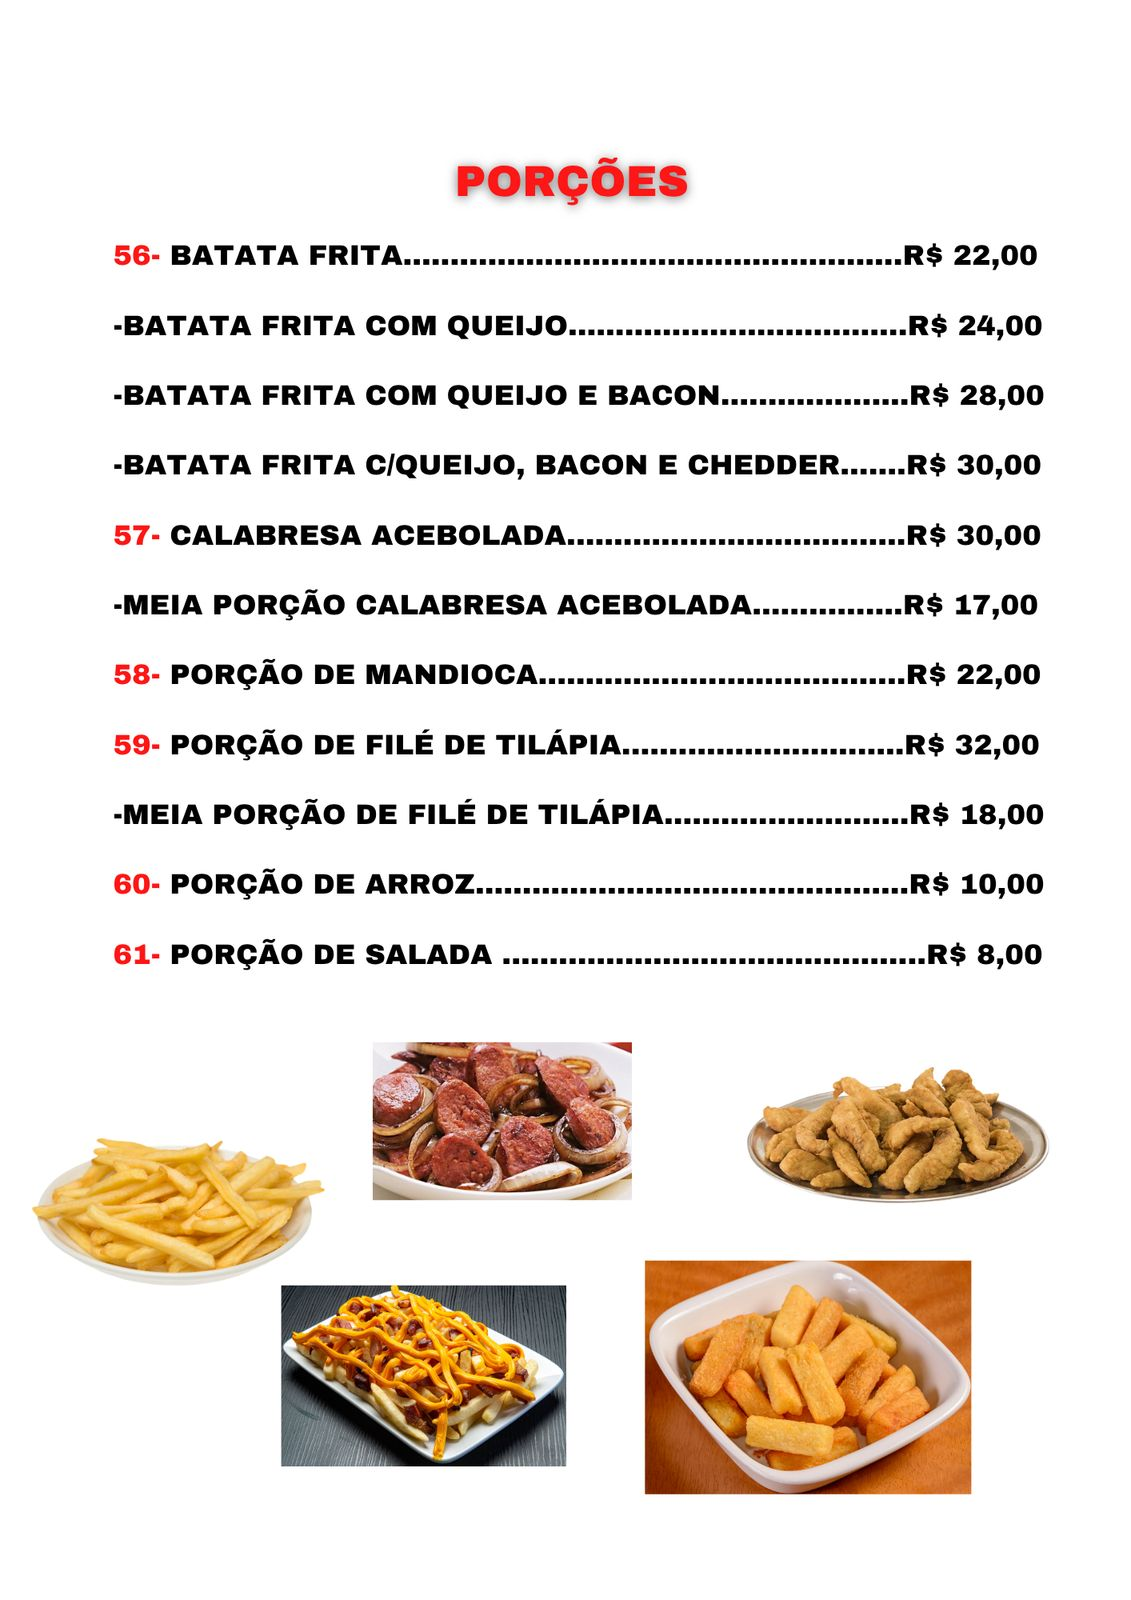 PORÇÕES
56- BATATA FRITA.....................................................R$ 22,00
-BATATA FRITA COM QUEIJO....................................R$ 24,00
-BATATA FRITA COM QUEIJO E BACON....................R$ 28,00
-BATATA FRITA C/QUEIJO, BACON E CHEDDER.......R$ 30,00
57- CALABRESA ACEBOLADA....................................R$ 30,00
-MEIA PORÇÃO CALABRESA ACEBOLADA................R$ 17,00
58- PORÇÃO DE MANDIOCA.......................................R$ 22,00
59- PORÇÃO DE FILÉ DE TILÁPIA..............................R$ 32,00
-MEIA PORÇÃO DE FILÉ DE TILÁPIA..........................R$ 18,00
60- PORÇÃO DE ARROZ..............................................R$ 10,00
61- PORÇÃO DE SALADA .............................................R$ 8,00